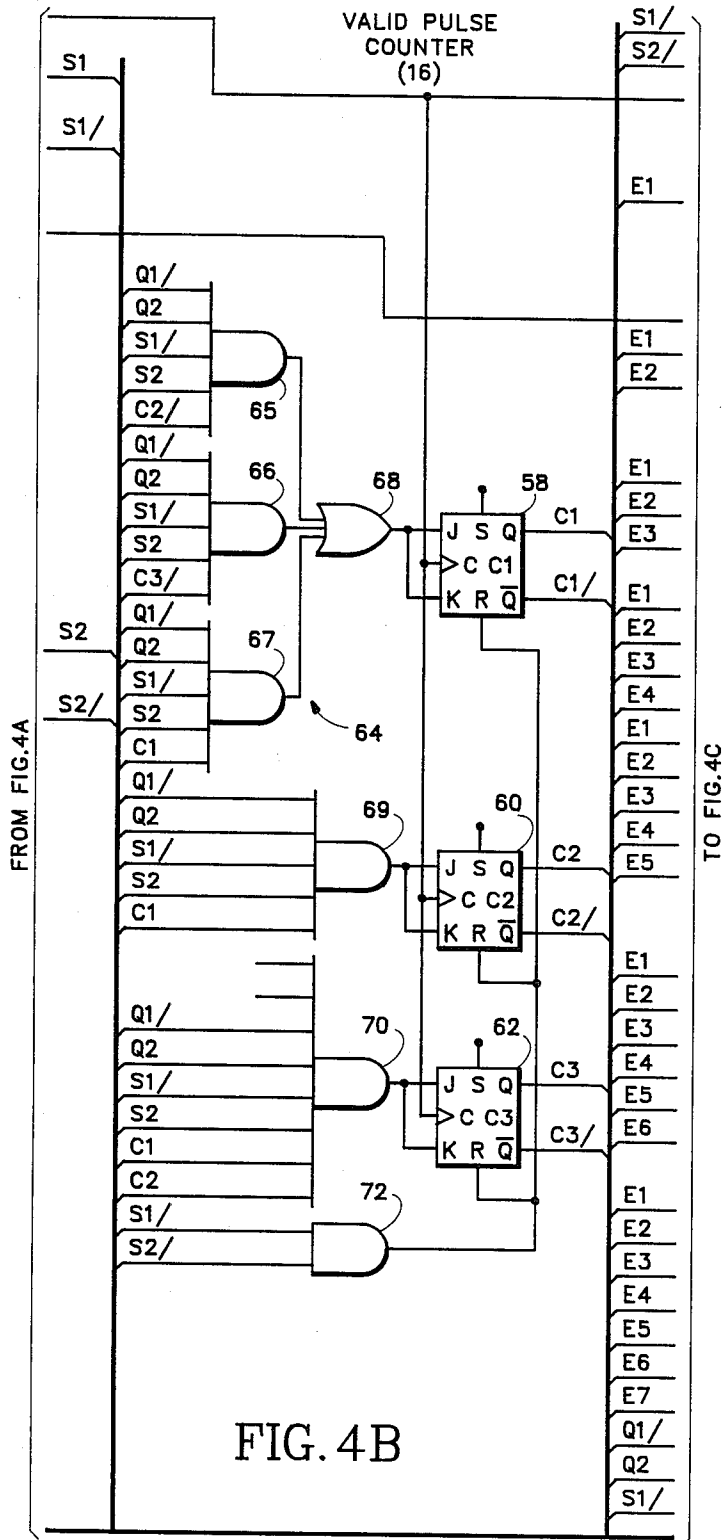 VALID PULSE
COUNTER
(16)
S1
S1/
S2
S2/
FROM FIG.4A
Q1/
Q2
S1/
S2
C2/
65
Q1/
Q2
S1/
S2
C3/
66
Q1/
Q2
S1/
S2
C1
67
64
68
Q1/
Q2
S1/
S2
C1
69
Q1/
Q2
S1/
S2
C1
C2
70
S1/
S2/
72
58
J S Q
C C1
K R Q̅
C1
C1/
60
J S Q
C C2
K R Q̅
C2
C2/
62
J S Q
C C3
K R Q̅
C3
C3/
S1/
S2/
E1
E1
E2
E1
E2
E3
E1
E2
E3
E4
E1
E2
E3
E4
E5
E1
E2
E3
E4
E5
E6
E1
E2
E3
E4
E5
E6
E7
Q1/
Q2
S1/
TO FIG.4C
FIG. 4B